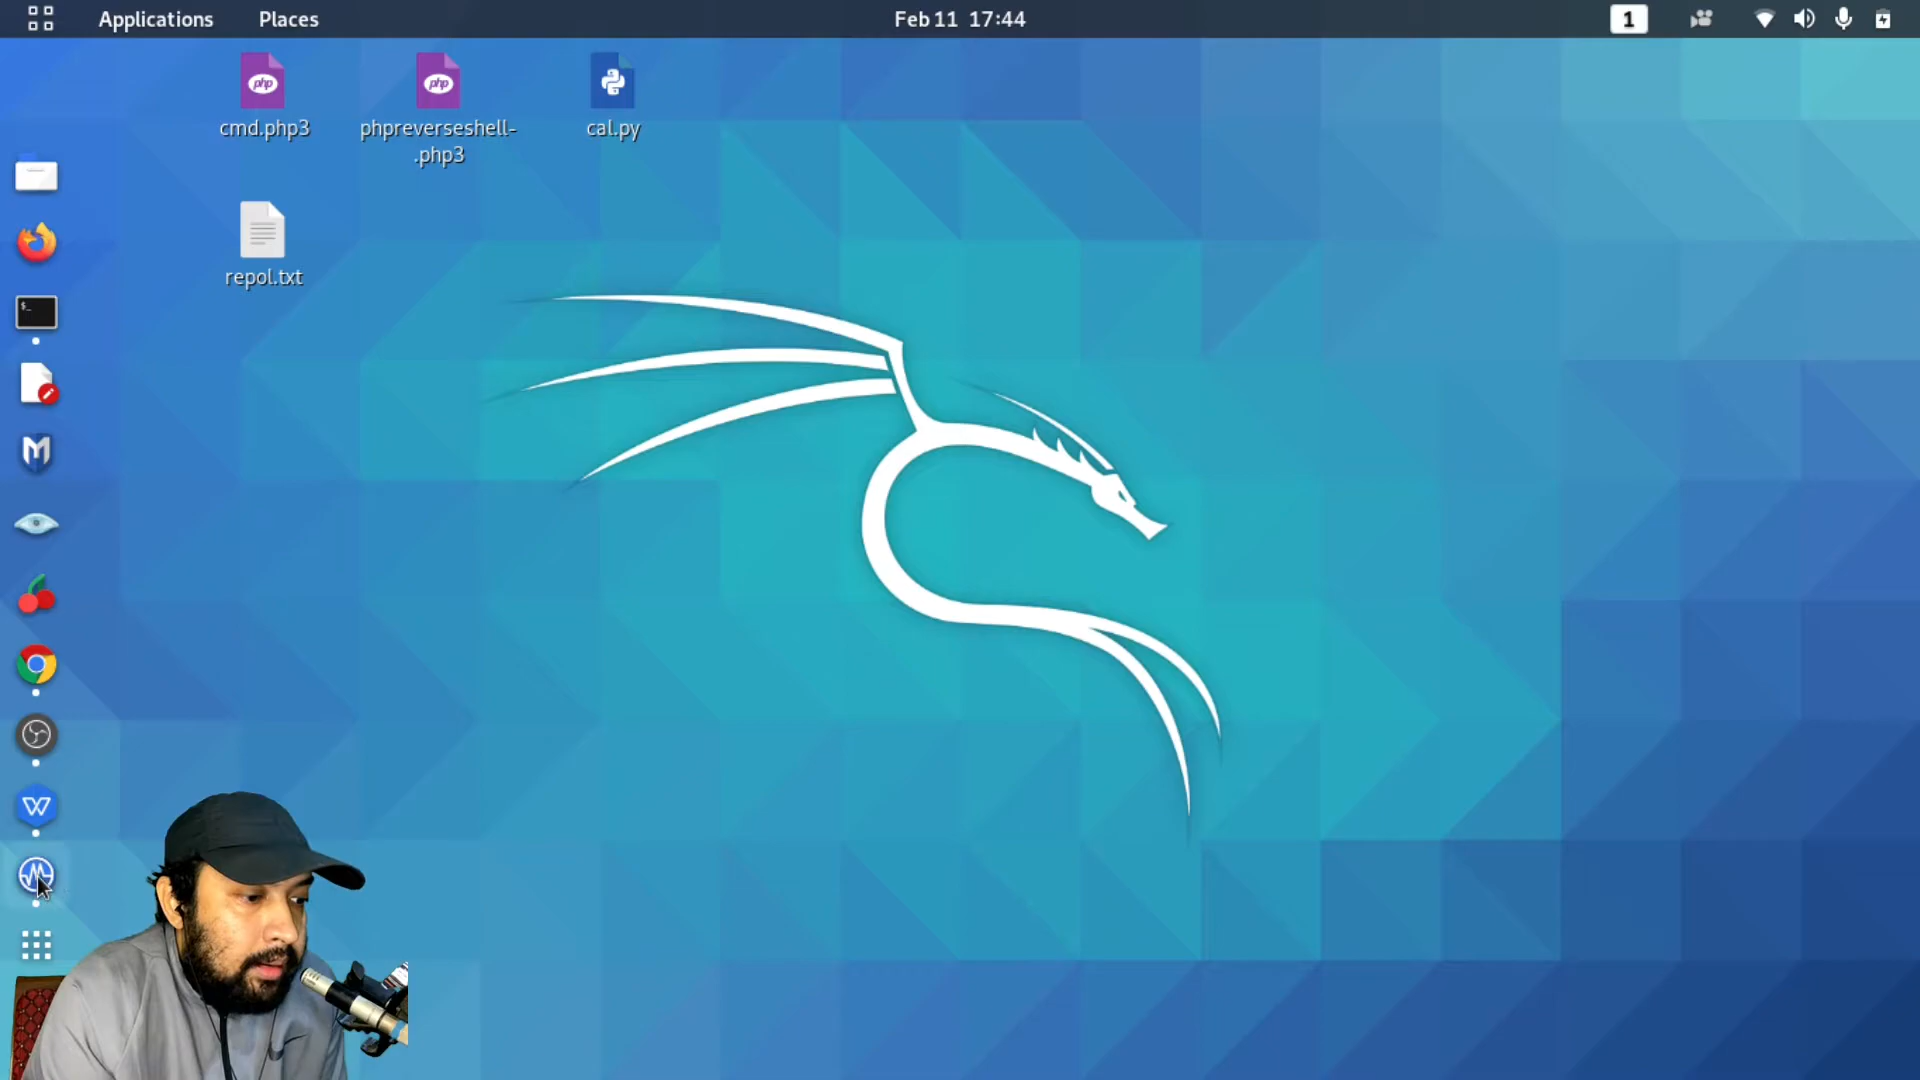 Applications Places Feb 11 17:44 1
php php
cmd.php3 phpreverseshell- cal.py
.php3
repol.txt
$_
W